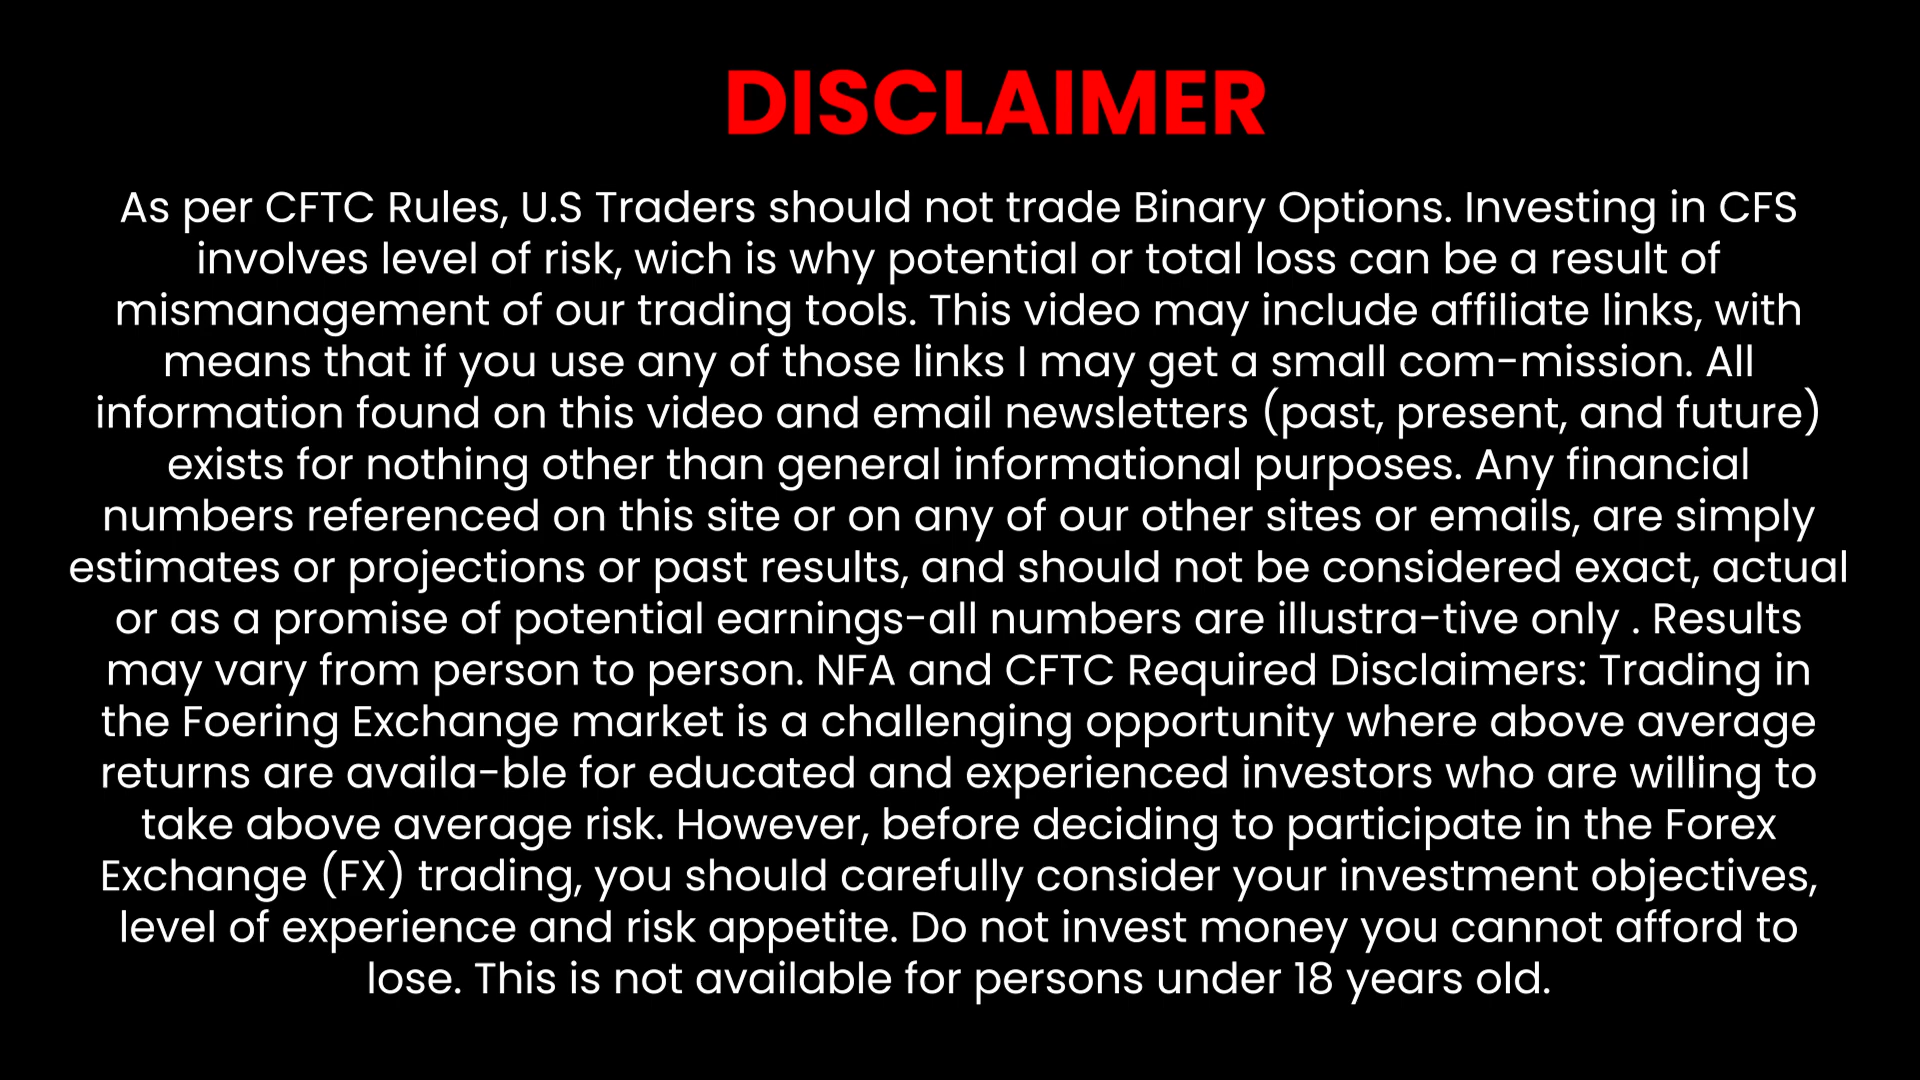 DISCLAIMER
As per CFTC Rules, U.S Traders should not trade Binary Options. Investing in CFS
involves level of risk, wich is why potential or total loss can be a result of
mismanagement of our trading tools. This video may include affiliate links, with
means that if you use any of those links I may get a small com-mission. All
information found on this video and email newsletters (past, present, and future)
exists for nothing other than general informational purposes. Any financial
numbers referenced on this site or on any of our other sites or emails, are simply
estimates or projections or past results, and should not be considered exact, actual
or as a promise of potential earnings-all numbers are illustra-tive only . Results
may vary from person to person. NFA and CFTC Required Disclaimers: Trading in
the Foering Exchange market is a challenging opportunity where above average
returns are availa-ble for educated and experienced investors who are willing to
take above average risk. However, before deciding to participate in the Forex
Exchange (FX) trading, you should carefully consider your investment objectives,
level of experience and risk appetite. Do not invest money you cannot afford to
lose. This is not available for persons under 18 years old.